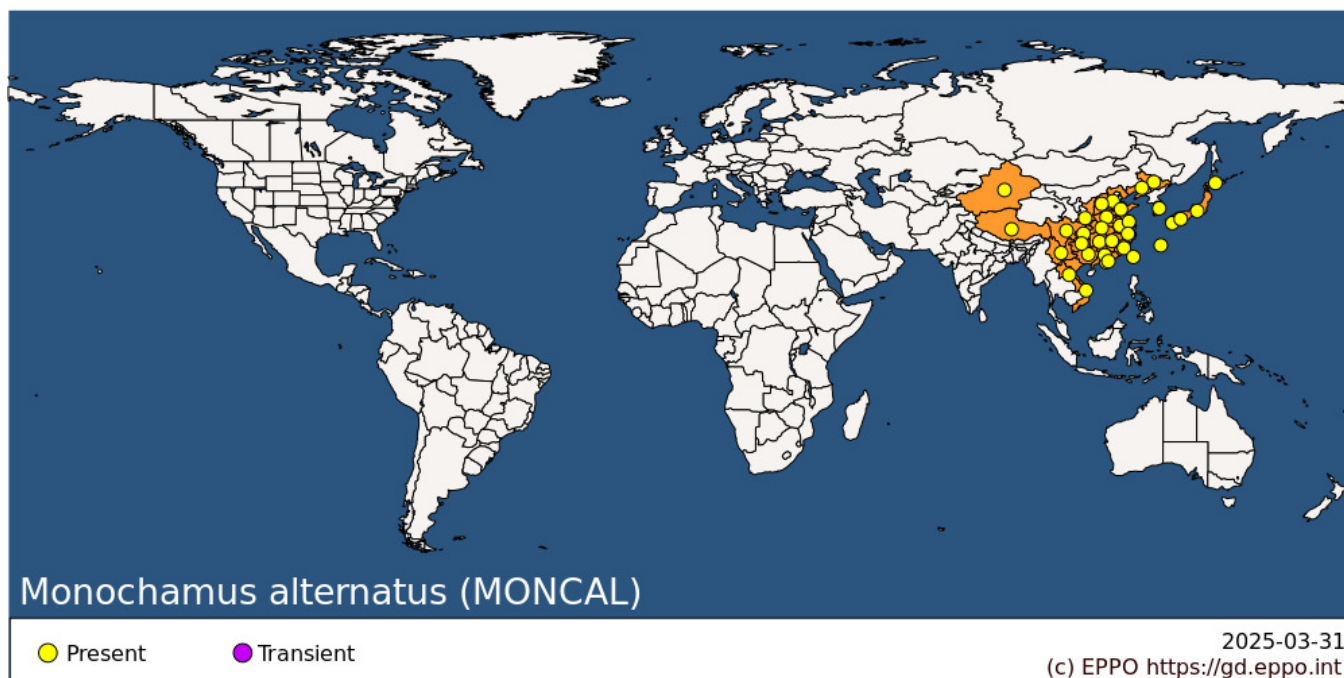 Monochamus alternatus (MONCAL)
Present
Transient
2025-03-31
(c) EPPO https://gd.eppo.int